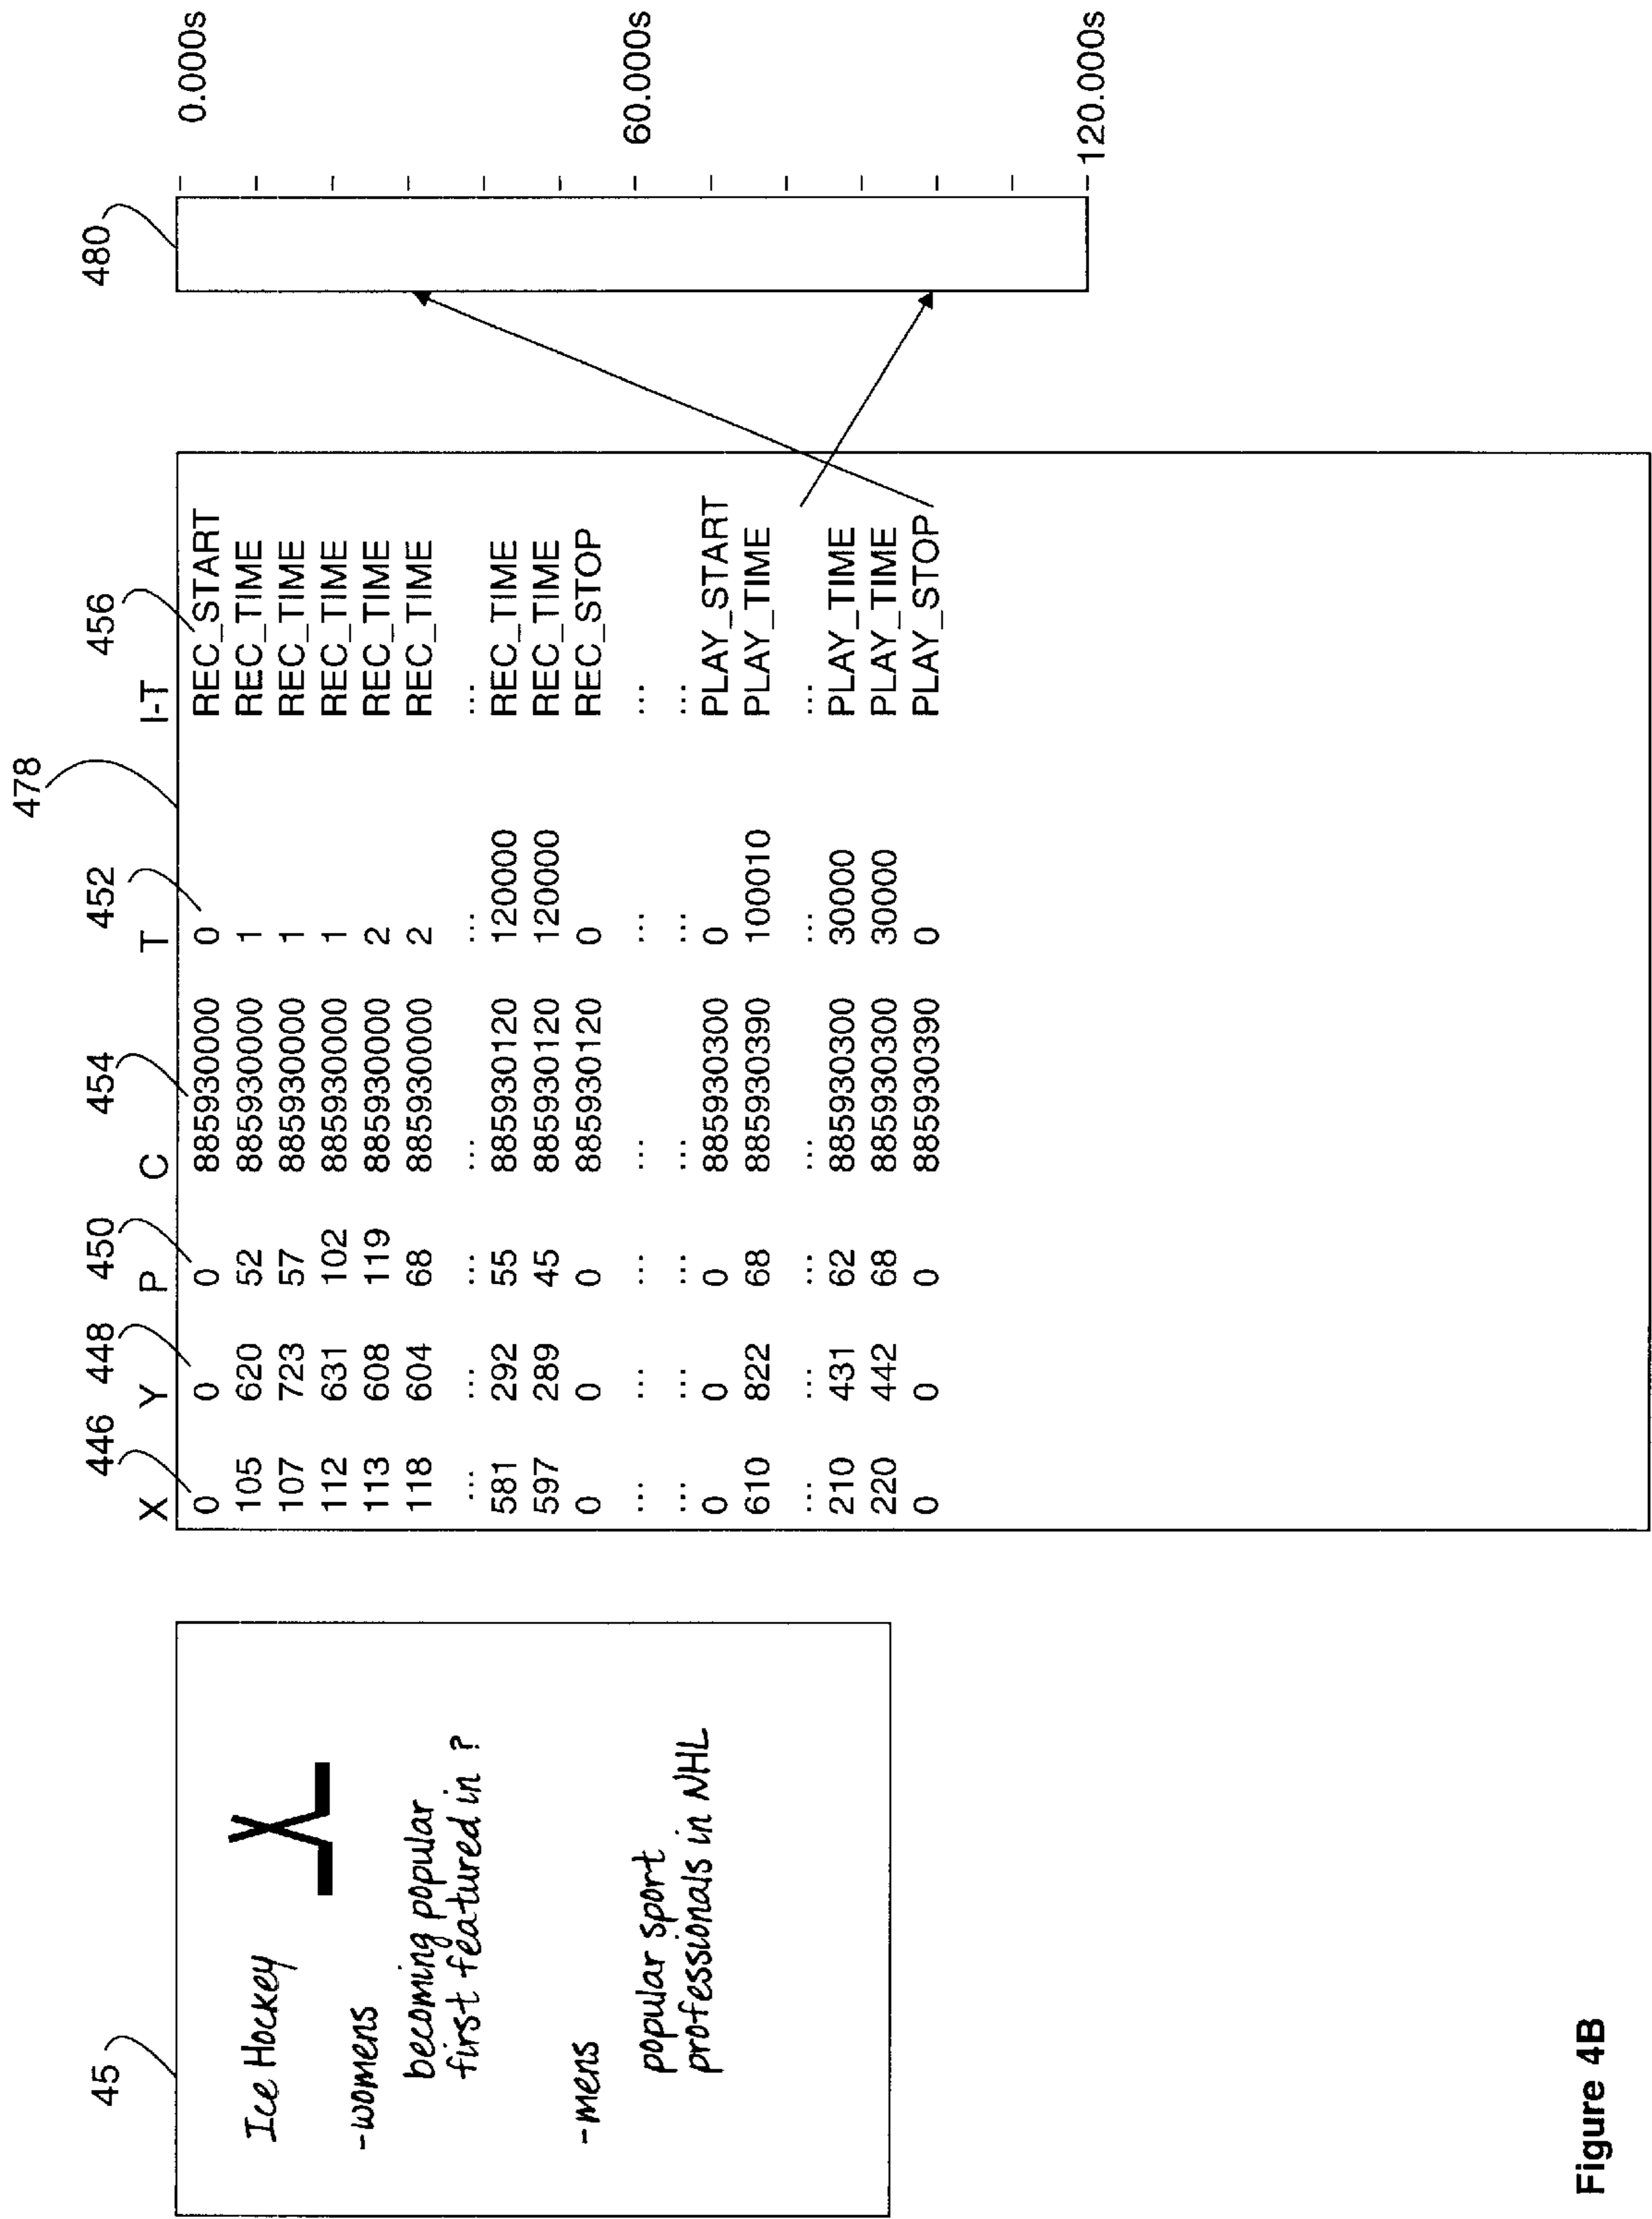 45
Ice Hockey
-womens
becoming popular
first featured in ?
-mens
popular sport
professionals in NHL
446 448 450 454 452 478 456
X Y P C T I-T
0 0 0 885930000 0 REC_START
105 620 52 885930000 1 REC_TIME
107 723 57 885930000 1 REC_TIME
112 631 102 885930000 1 REC_TIME
113 608 119 885930000 2 REC_TIME
118 604 68 885930000 2 REC_TIME
... ... ... ... ... ...
581 292 55 885930120 120000 REC_TIME
597 289 45 885930120 120000 REC_TIME
0 0 0 885930120 0 REC_STOP
... ... ... ... ... ...
... ... ... ... ... ...
0 0 0 885930300 0 PLAY_START
610 822 68 885930390 100010 PLAY_TIME
... ... ... ... ... ...
210 431 62 885930300 30000 PLAY_TIME
220 442 68 885930300 30000 PLAY_TIME
0 0 0 885930390 0 PLAY_STOP
480
0.000s
60.000s
120.000s
Figure 4B